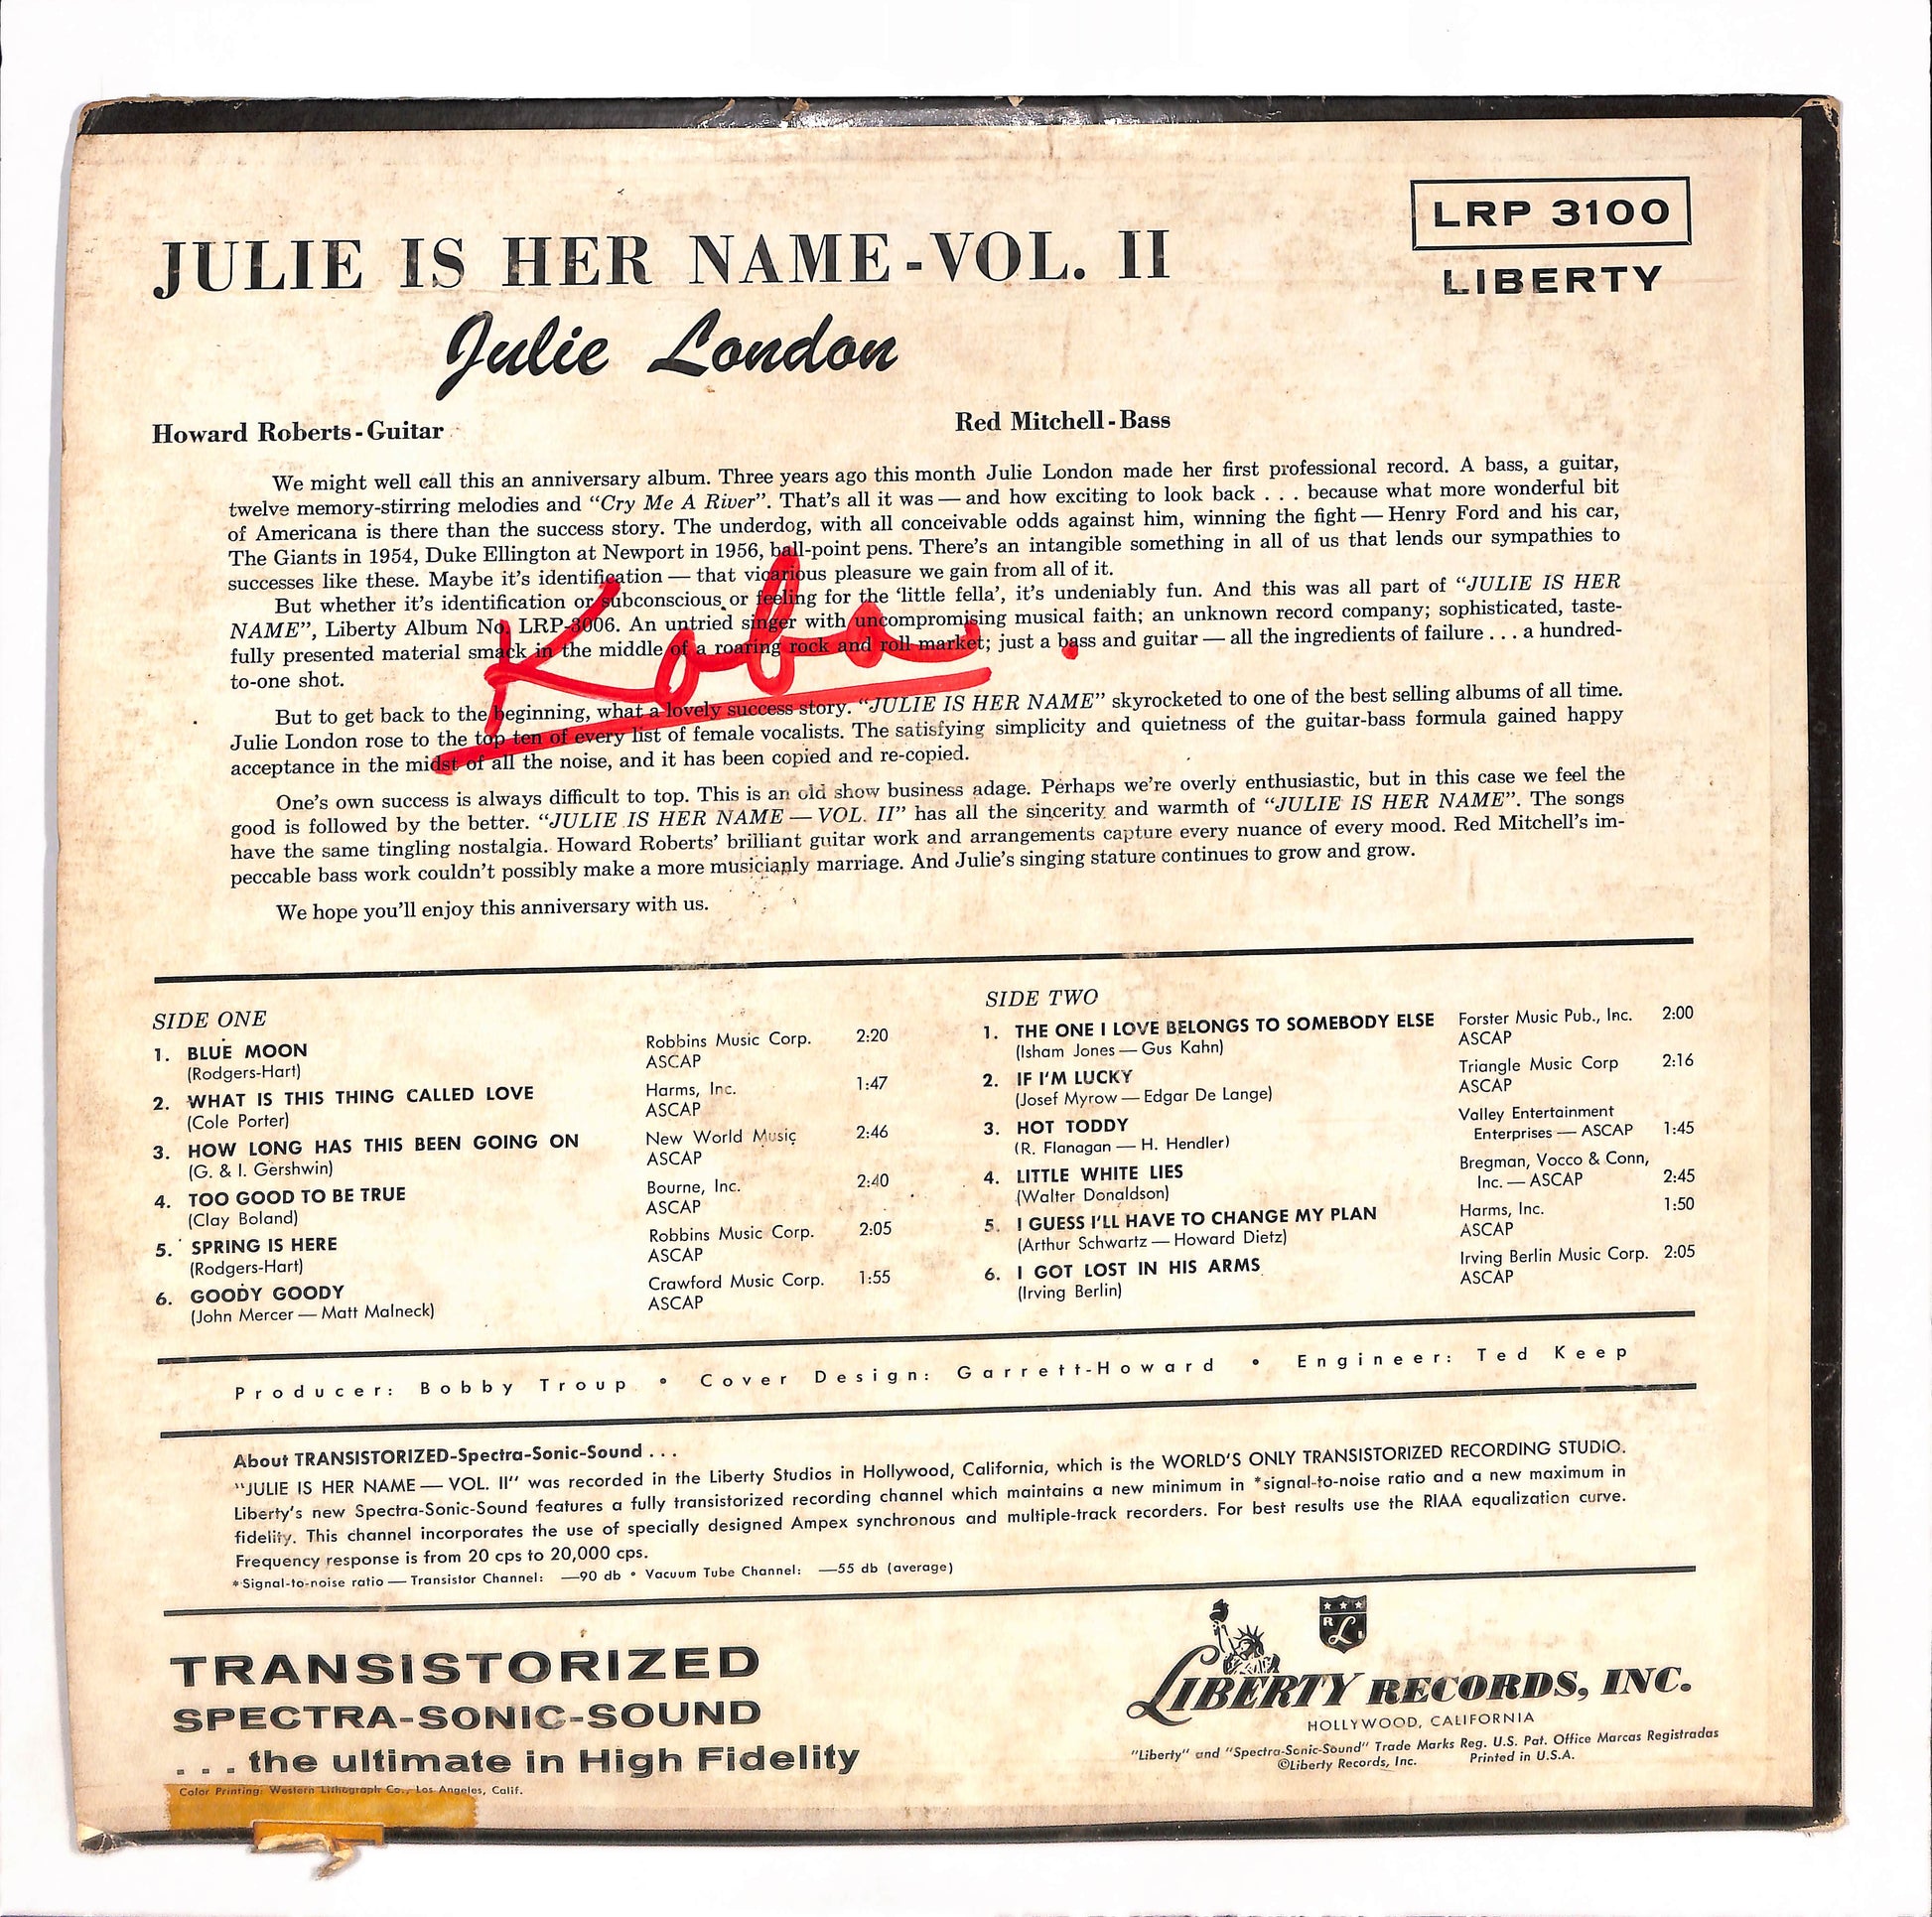 LRP 3100
LIBERTY
JULIE IS HER NAME-VOL. II
Julie London
Howard Roberts-Guitar
Red Mitchell-Bass
We might well call this an anniversary album. Three years ago this month Julie London made her first professional record. A bass, a guitar,
twelve memory-stirring melodies and “Cry Me A River”. That’s all it was — and how exciting to look back . . . because what more wonderful bit
of Americana is there than the success story. The underdog, with all conceivable odds against him, winning the fight — Henry Ford and his car,
The Giants in 1954, Duke Ellington at Newport in 1956, ball-point pens. There’s an intangible something in all of us that lends our sympathies to
successes like these. Maybe it’s identification — that vicarious pleasure we gain from all of it.
But whether it’s identification or subconscious or feeling for the ‘little fella’, it’s undeniably fun. And this was all part of “JULIE IS HER
NAME”, Liberty Album No. LRP-3006. An untried singer with uncompromising musical faith; an unknown record company; sophisticated, taste-
fully presented material smack in the middle of a roaring rock and roll market; just a bass and guitar — all the ingredients of failure . . . a hundred-
to-one shot.
Koba.
But to get back to the beginning, what a lovely success story. “JULIE IS HER NAME” skyrocketed to one of the best selling albums of all time.
Julie London rose to the top ten of every list of female vocalists. The satisfying simplicity and quietness of the guitar-bass formula gained happy
acceptance in the midst of all the noise, and it has been copied and re-copied.
One’s own success is always difficult to top. This is an old show business adage. Perhaps we’re overly enthusiastic, but in this case we feel the
good is followed by the better. “JULIE IS HER NAME — VOL. II” has all the sincerity and warmth of “JULIE IS HER NAME”. The songs
have the same tingling nostalgia. Howard Roberts’ brilliant guitar work and arrangements capture every nuance of every mood. Red Mitchell’s im-
peccable bass work couldn’t possibly make a more musicianly marriage. And Julie’s singing stature continues to grow and grow.
We hope you’ll enjoy this anniversary with us.
SIDE ONE
1. BLUE MOON Robbins Music Corp. 2:20
(Rodgers-Hart) ASCAP
2. WHAT IS THIS THING CALLED LOVE Harms, Inc. 1:47
(Cole Porter) ASCAP
3. HOW LONG HAS THIS BEEN GOING ON New World Music 2:46
(G. & I. Gershwin) ASCAP
4. TOO GOOD TO BE TRUE Bourne, Inc. 2:40
(Clay Boland) ASCAP
5. SPRING IS HERE Robbins Music Corp. 2:05
(Rodgers-Hart) ASCAP
6. GOODY GOODY Crawford Music Corp. 1:55
(John Mercer — Matt Malneck) ASCAP
SIDE TWO
1. THE ONE I LOVE BELONGS TO SOMEBODY ELSE Forster Music Pub., Inc. 2:00
(Isham Jones — Gus Kahn) ASCAP
2. IF I’M LUCKY Triangle Music Corp 2:16
(Josef Myrow — Edgar De Lange) ASCAP
3. HOT TODDY Valley Entertainment
(R. Flanagan — H. Hendler) Enterprises — ASCAP 1:45
4. LITTLE WHITE LIES Bregman, Vocco & Conn,
(Walter Donaldson) Inc. — ASCAP 2:45
5. I GUESS I’LL HAVE TO CHANGE MY PLAN Harms, Inc. 1:50
(Arthur Schwartz — Howard Dietz) ASCAP
6. I GOT LOST IN HIS ARMS Irving Berlin Music Corp. 2:05
(Irving Berlin) ASCAP
Producer: Bobby Troup • Cover Design: Garrett-Howard • Engineer: Ted Keep
About TRANSISTORIZED-Spectra-Sonic-Sound . . .
“JULIE IS HER NAME — VOL. II” was recorded in the Liberty Studios in Hollywood, California, which is the WORLD’S ONLY TRANSISTORIZED RECORDING STUDIO.
Liberty’s new Spectra-Sonic-Sound features a fully transistorized recording channel which maintains a new minimum in *signal-to-noise ratio and a new maximum in
fidelity. This channel incorporates the use of specially designed Ampex synchronous and multiple-track recorders. For best results use the RIAA equalization curve.
Frequency response is from 20 cps to 20,000 cps.
*Signal-to-noise ratio — Transistor Channel: —90 db • Vacuum Tube Channel: —55 db (average)
TRANSISTORIZED
SPECTRA-SONIC-SOUND
. . . the ultimate in High Fidelity
Color Printing: Western Lithograph Co., Los Angeles, Calif.
R L I
LIBERTY RECORDS, INC.
HOLLYWOOD, CALIFORNIA
“Liberty” and “Spectra-Sonic-Sound” Trade Marks Reg. U.S. Pat. Office Marcas Registradas
©Liberty Records, Inc. Printed in U.S.A.